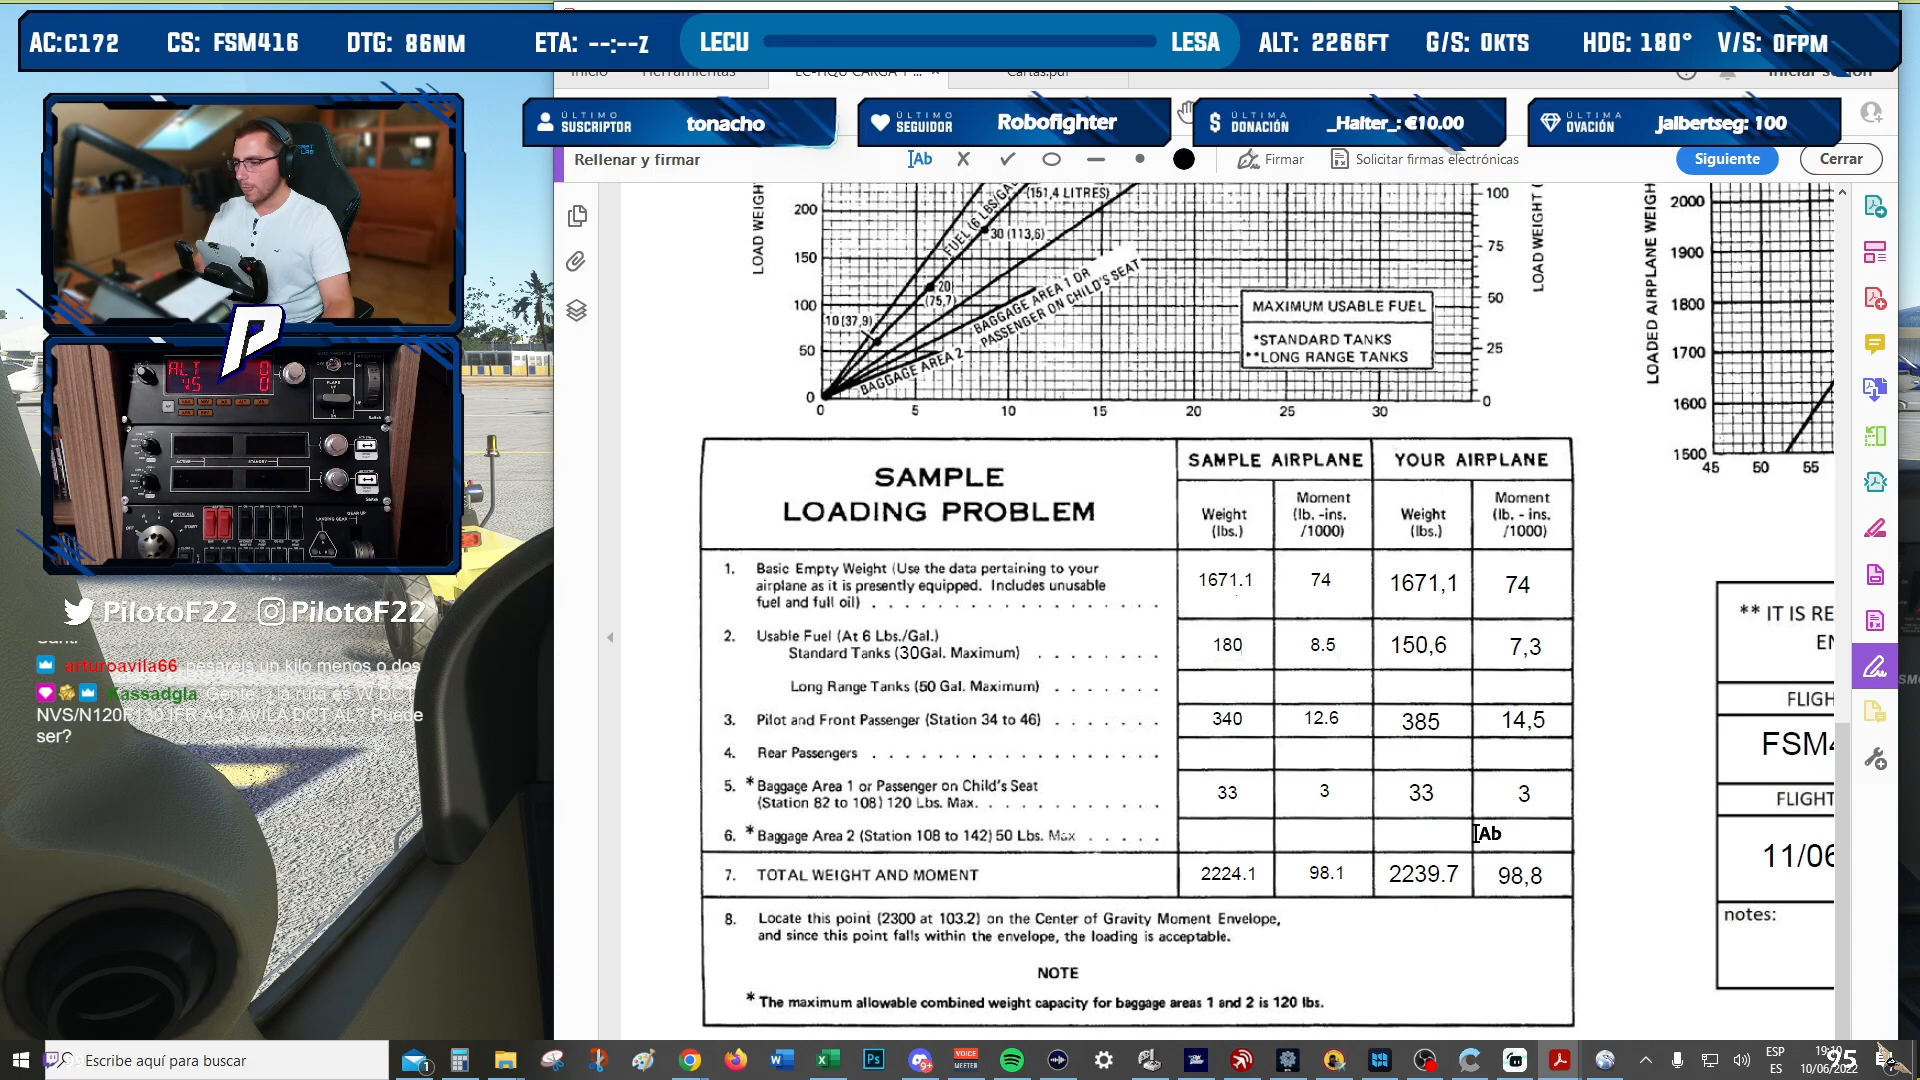 AC:C172 CS: FSM416 DTG: 86NM ETA: --:--Z LECU LESA ALT: 2266FT G/S: 0KTS HDG: 180° V/S: 0FPM
Inicio Herramientas Cartas.pdf Iniciar sesión
ÚLTIMO SUSCRIPTOR tonacho
ÚLTIMO SEGUIDOR Robofighter
ÚLTIMA DONACIÓN _Halter_: €10.00
ÚLTIMA OVACIÓN Jalbertseg: 100
Rellenar y firmar
Ab
Firmar
Solicitar firmas electrónicas
Siguiente
Cerrar
ALT 0
VS 0
PilotoF22 PilotoF22
arturoavila66 pesareis un kilo menos o dos
Kassadgla Gente, ¿la ruta es W DCT
NVS/N120F130 IFR A43 AVILA DCT AL? Puede
ser?
LOAD WEIGHT
200
150
100
50
0
0 5 10 15 20 25 30
100
75
50
25
0
LOAD WEIGHT (
FUEL (6 LBS/GAL
(151,4 LITRES)
30 (113,6)
20
(75,7)
10 (37,9)
BAGGAGE AREA 1 OR
PASSENGER ON CHILD'S SEAT
BAGGAGE AREA 2
MAXIMUM USABLE FUEL
*STANDARD TANKS
**LONG RANGE TANKS
LOADED AIRPLANE WEIGH
2000
1900
1800
1700
1600
1500
45 50 55
SAMPLE
LOADING PROBLEM
SAMPLE AIRPLANE YOUR AIRPLANE
Weight
(lbs.)
Moment
(lb. -ins.
/1000)
Weight
(lbs.)
Moment
(lb. - ins.
/1000)
1. Basic Empty Weight (Use the data pertaining to your
airplane as it is presently equipped. Includes unusable
fuel and full oil) . . . . . . . . . . . . . . . . .
1671.1 74 1671,1 74
2. Usable Fuel (At 6 Lbs./Gal.)
Standard Tanks (30Gal. Maximum) . . . . . . .
180 8.5 150,6 7,3
Long Range Tanks (50 Gal. Maximum) . . . . . . .
3. Pilot and Front Passenger (Station 34 to 46) . . . . . . .
340 12.6 385 14,5
4. Rear Passengers . . . . . . . . . . . . . . . . .
5. * Baggage Area 1 or Passenger on Child's Seat
(Station 82 to 108) 120 Lbs. Max. . . . . . . . . . .
33 3 33 3
6. * Baggage Area 2 (Station 108 to 142) 50 Lbs. Max . . . . .
Ab
7. TOTAL WEIGHT AND MOMENT
2224.1 98.1 2239.7 98,8
8. Locate this point (2300 at 103.2) on the Center of Gravity Moment Envelope,
and since this point falls within the envelope, the loading is acceptable.
NOTE
* The maximum allowable combined weight capacity for baggage areas 1 and 2 is 120 lbs.
** IT IS RE
FLIGH
FSM4
FLIGHT
11/06
notes:
Escribe aquí para buscar
ESP
ES
10/06/2022
95